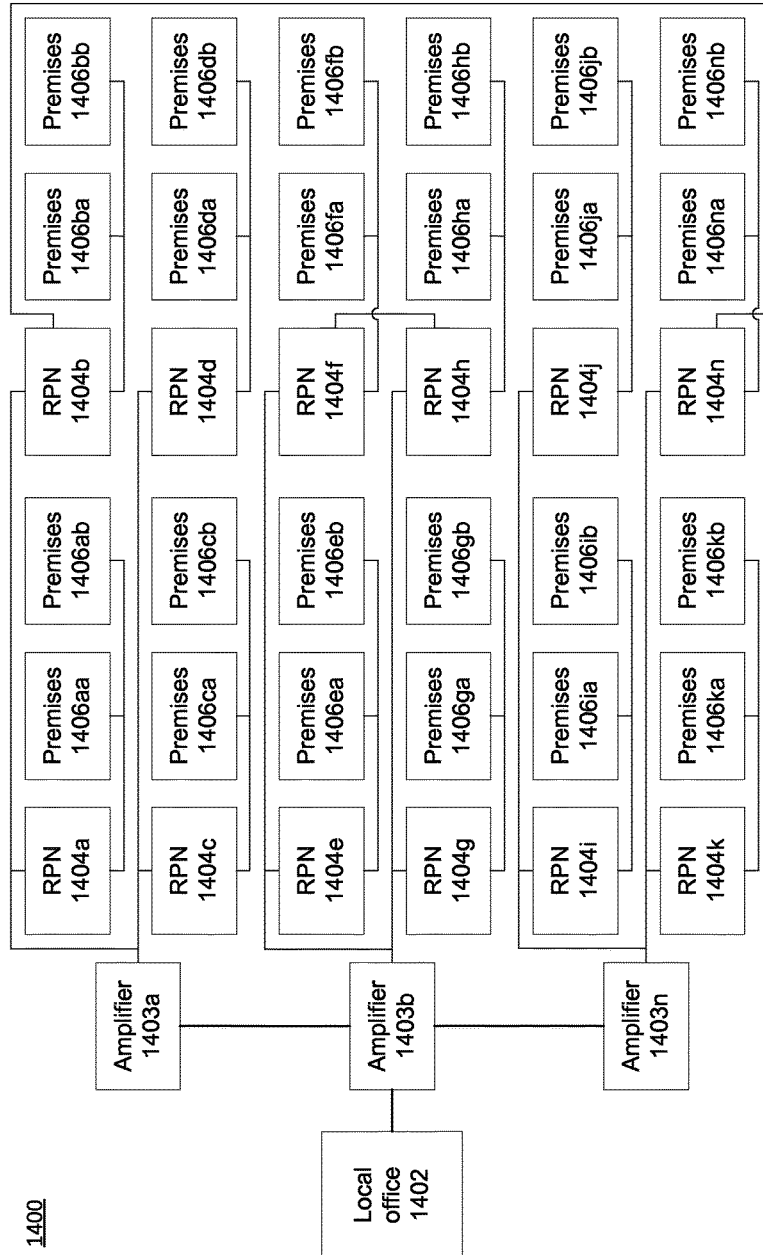 1400
Local
office
1402
Amplifier
1403a
Amplifier
1403b
Amplifier
1403n
RPN
1404a
Premises
1406aa
Premises
1406ab
RPN
1404b
Premises
1406ba
Premises
1406bb
RPN
1404c
Premises
1406ca
Premises
1406cb
RPN
1404d
Premises
1406da
Premises
1406db
RPN
1404e
Premises
1406ea
Premises
1406eb
RPN
1404f
Premises
1406fa
Premises
1406fb
RPN
1404g
Premises
1406ga
Premises
1406gb
RPN
1404h
Premises
1406ha
Premises
1406hb
RPN
1404i
Premises
1406ia
Premises
1406ib
RPN
1404j
Premises
1406ja
Premises
1406jb
RPN
1404k
Premises
1406ka
Premises
1406kb
RPN
1404n
Premises
1406na
Premises
1406nb